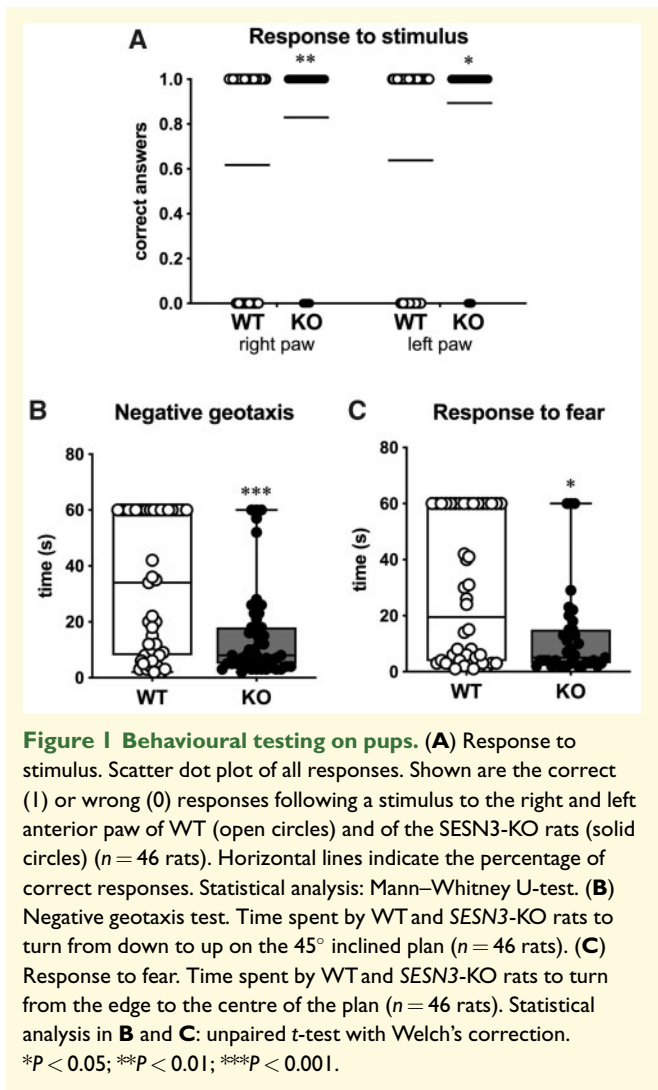 A
Response to stimulus
**
*
correct answers
1.0
0.8
0.6
0.4
0.2
0.0
WT
KO
WT
KO
right paw
left paw
B
Negative geotaxis
***
time (s)
80
60
40
20
0
WT
KO
C
Response to fear
*
time (s)
80
60
40
20
0
WT
KO
Figure 1 Behavioural testing on pups. (A) Response to
stimulus. Scatter dot plot of all responses. Shown are the correct
(1) or wrong (0) responses following a stimulus to the right and left
anterior paw of WT (open circles) and of the SESN3-KO rats (solid
circles) (n = 46 rats). Horizontal lines indicate the percentage of
correct responses. Statistical analysis: Mann–Whitney U-test. (B)
Negative geotaxis test. Time spent by WT and SESN3-KO rats to
turn from down to up on the 45° inclined plan (n = 46 rats). (C)
Response to fear. Time spent by WT and SESN3-KO rats to turn
from the edge to the centre of the plan (n = 46 rats). Statistical
analysis in B and C: unpaired t-test with Welch's correction.
*P < 0.05; **P < 0.01; ***P < 0.001.